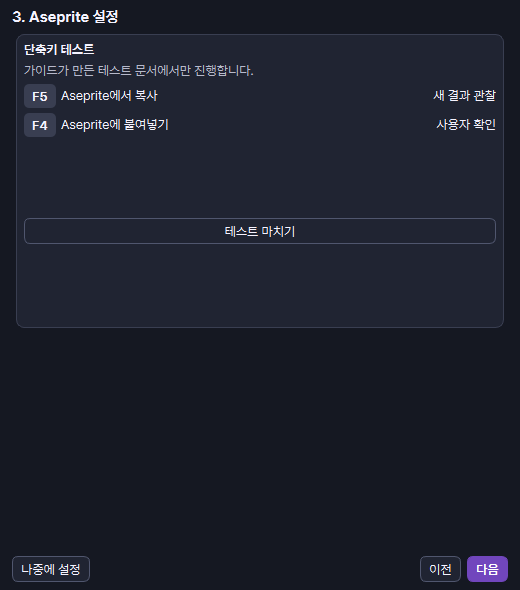 3. Aseprite 설정
단축키 테스트
가이드가 만든 테스트 문서에서만 진행합니다.
F5 Aseprite에서 복사 새 결과 관찰
F4 Aseprite에 붙여넣기 사용자 확인
테스트 마치기
나중에 설정 이전 다음